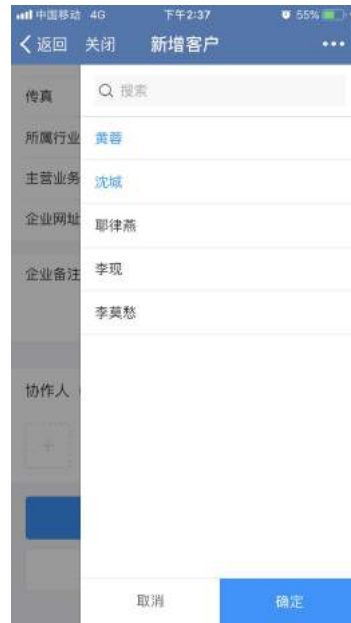 中国移动 4G 下午2:37 55%
返回 关闭 新增客户
传真
搜索
所属行业
黄蓉
主营业务
沈城
企业网址
耶律燕
企业备注
李现
李莫愁
协作人
取消 确定